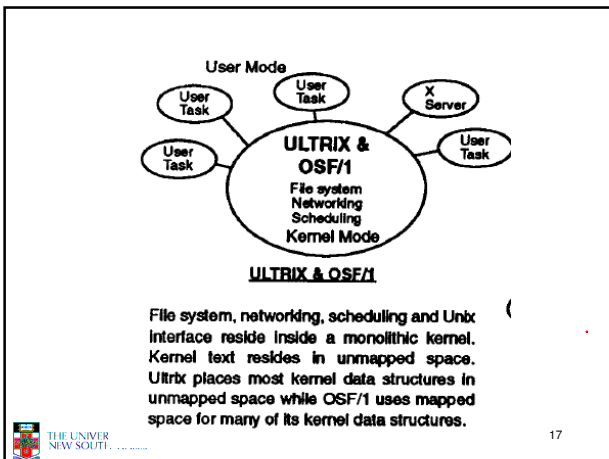 User Mode
User
Task
User
Task
X
Server
User
Task
User
Task
ULTRIX &
OSF/1
File system
Networking
Scheduling
Kernel Mode
ULTRIX & OSF/1
File system, networking, scheduling and Unix
interface reside inside a monolithic kernel.
Kernel text resides in unmapped space.
Ultrix places most kernel data structures in
unmapped space while OSF/1 uses mapped
space for many of its kernel data structures.
THE UNIVER
NEW SOUTH
17